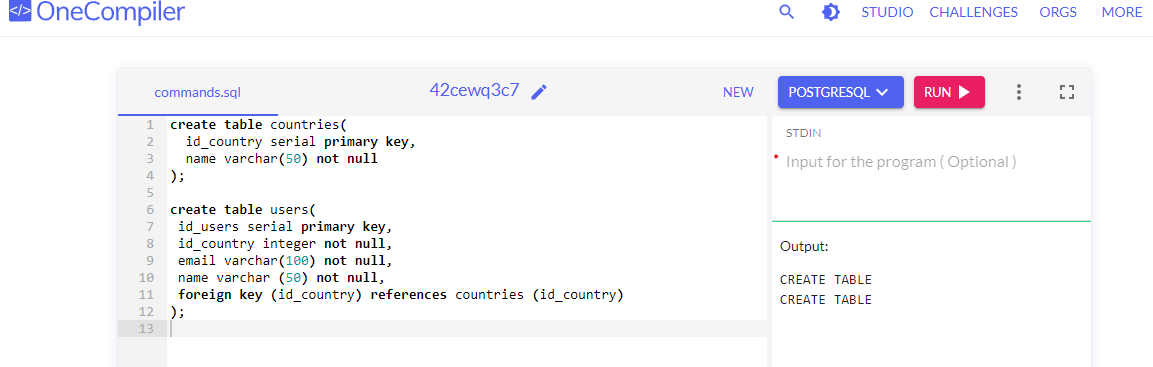 </> OneCompiler
STUDIO CHALLENGES ORGS MORE
commands.sql 42cewq3c7 NEW POSTGRESQL RUN
1 create table countries(
2 id_country serial primary key,
3 name varchar(50) not null
4 );
5
6 create table users(
7 id_users serial primary key,
8 id_country integer not null,
9 email varchar(100) not null,
10 name varchar (50) not null,
11 foreign key (id_country) references countries (id_country)
12 );
13
STDIN
Input for the program ( Optional )
Output:
CREATE TABLE
CREATE TABLE